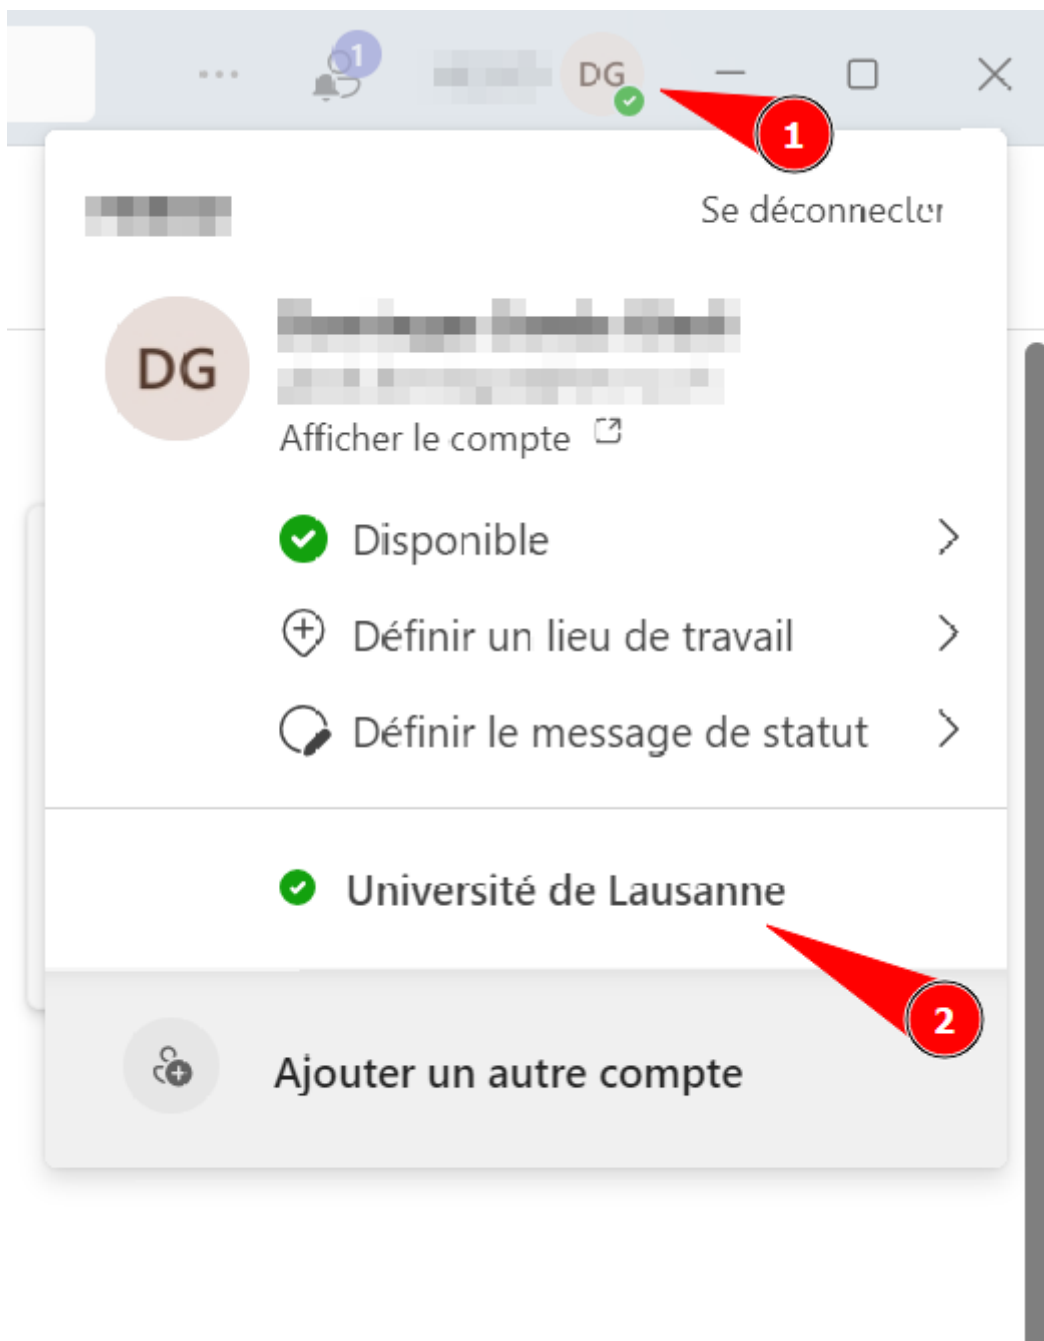 1
DG
1
Se déconnecter
DG
Afficher le compte
Disponible
Définir un lieu de travail
Définir le message de statut
Université de Lausanne
2
Ajouter un autre compte